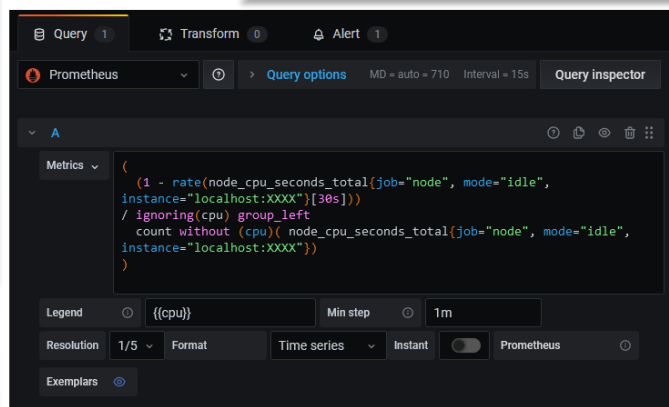 Query 1 Transform 0 Alert 1
Prometheus Query options MD = auto = 710 Interval = 15s Query inspector
A
Metrics (
(1 - rate(node_cpu_seconds_total{job="node", mode="idle",
instance="localhost:XXXX"}[30s]))
/ ignoring(cpu) group_left
count without (cpu)( node_cpu_seconds_total{job="node", mode="idle",
instance="localhost:XXXX"})
)
Legend {{cpu}} Min step 1m
Resolution 1/5 Format Time series Instant Prometheus
Exemplars